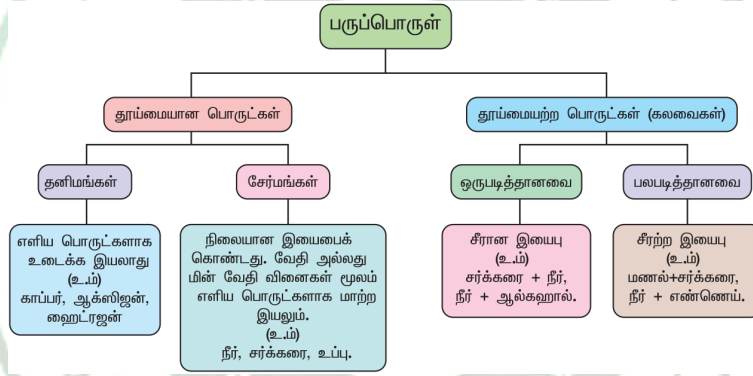 பருப்பொருள்
தூய்மையான பொருட்கள்
தூய்மையற்ற பொருட்கள் (கலவைகள்)
தனிமங்கள்
சேர்மங்கள்
ஒருபடித்தானவை
பலபடித்தானவை
எளிய பொருட்களாக
உடைக்க இயலாது
(உ.ம்)
காப்பர், ஆக்ஸிஜன்,
ஹைட்ரஜன்
நிலையான இயைபைக்
கொண்டது. வேதி அல்லது
மின் வேதி வினைகள் மூலம்
எளிய பொருட்களாக மாற்ற
இயலும்.
(உ.ம்)
நீர், சர்க்கரை, உப்பு.
சீரான இயைபு
(உ.ம்)
சர்க்கரை + நீர்,
நீர் + ஆல்கஹால்.
சீரற்ற இயைபு
(உ.ம்)
மணல்+சர்க்கரை,
நீர் + எண்ணெய்.